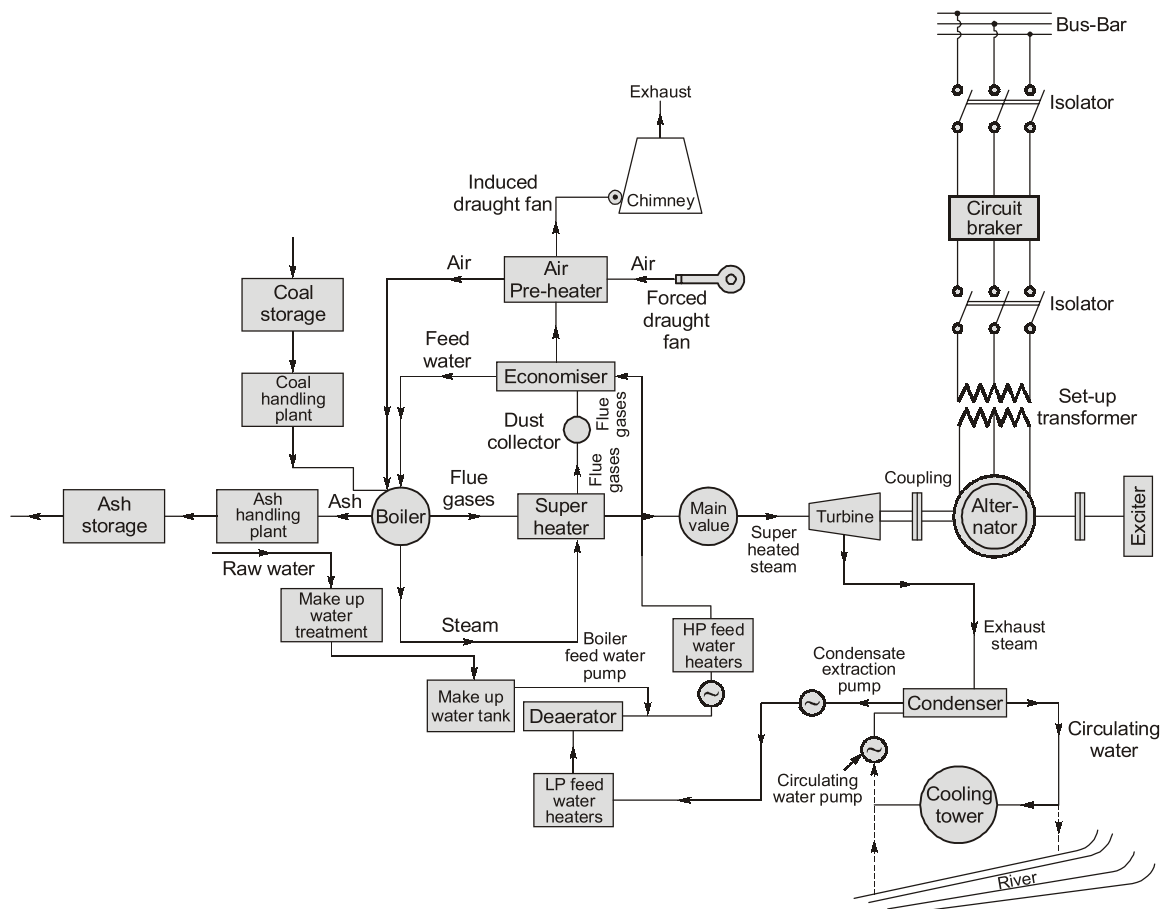 Bus-Bar
Isolator
Exhaust
Induced
draught fan
Chimney
Circuit
braker
Air
Air
Pre-heater
Air
Forced
draught
fan
Coal
storage
Isolator
Feed
water
Economiser
Coal
handling
plant
Dust
collector
Flue
gases
Flue
gases
Set-up
transformer
Ash
storage
Ash
handling
plant
Ash
Boiler
Flue
gases
Super
heater
Main
value
Super
heated
steam
Turbine
Coupling
Alter-
nator
Exciter
Raw water
Make up
water
treatment
Steam
Boiler
feed water
pump
HP feed
water
heaters
Exhaust
steam
Condensate
extraction
pump
Make up
water tank
Deaerator
Condenser
Circulating
water
Circulating
water pump
LP feed
water
heaters
Cooling
tower
River